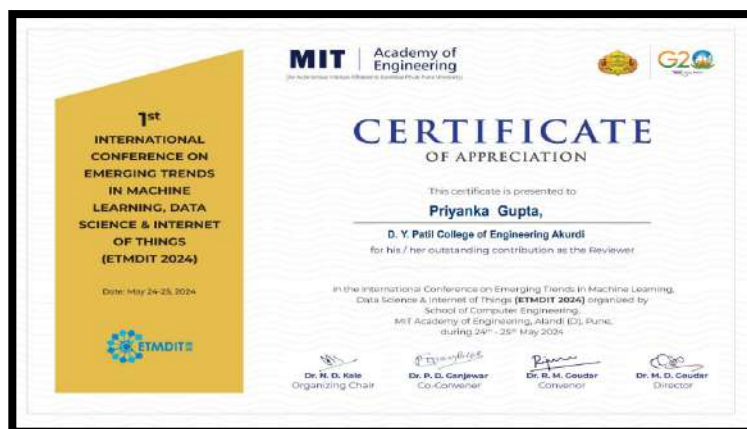 1st
INTERNATIONAL
CONFERENCE ON
EMERGING TRENDS
IN MACHINE
LEARNING, DATA
SCIENCE & INTERNET
OF THINGS
(ETMDIT 2024)
Date: May 24-25, 2024
ETMDIT
MIT Academy of
Engineering
G20
CERTIFICATE
OF APPRECIATION
This certificate is presented to
Priyanka Gupta,
D. Y. Patil College of Engineering Akurdi
for his / her outstanding contribution as the Reviewer
in the International Conference on Emerging Trends in Machine Learning,
Data Science & Internet of Things (ETMDIT 2024) organized by
School of Computer Engineering,
MIT Academy of Engineering, Alandi (D), Pune,
during 24th - 25th May 2024
Dr. N. D. Kale
Organizing Chair
Dr. P. D. Ganjewar
Co-Convener
Dr. R. M. Goudar
Convenor
Dr. M. D. Goudar
Director